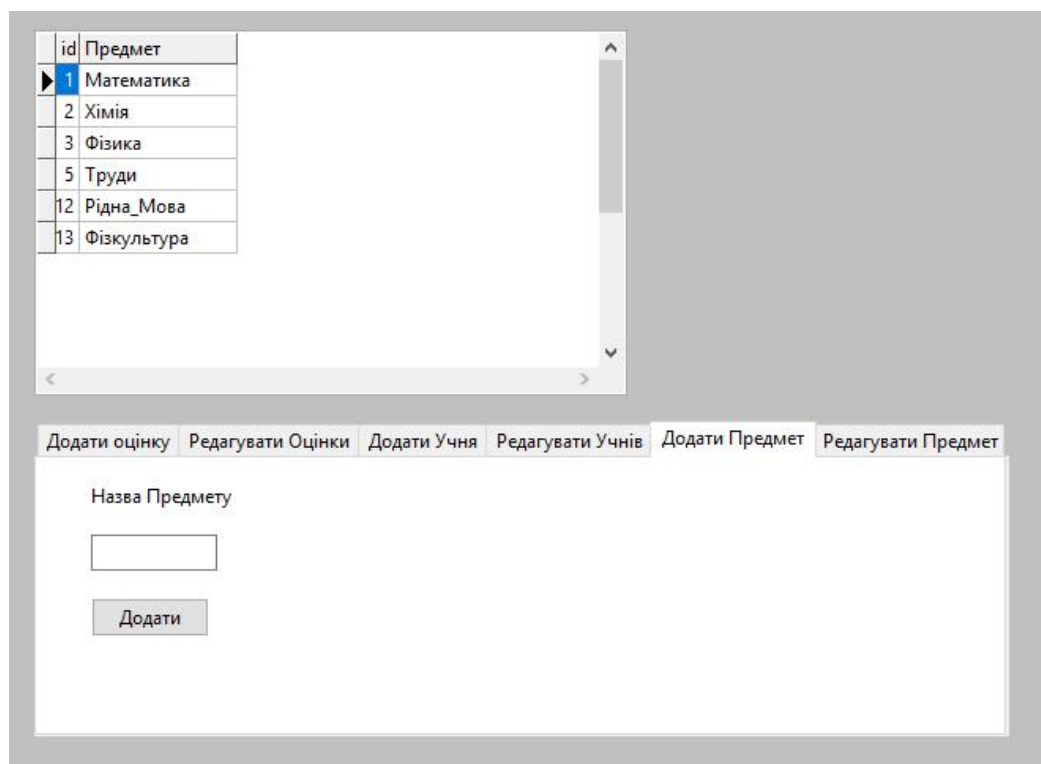 id Предмет
1 Математика
2 Хімія
3 Фізика
5 Труди
12 Рідна_Мова
13 Фізкультура
Додати оцінку Редагувати Оцінки Додати Учня Редагувати Учнів Додати Предмет Редагувати Предмет
Назва Предмету
Додати